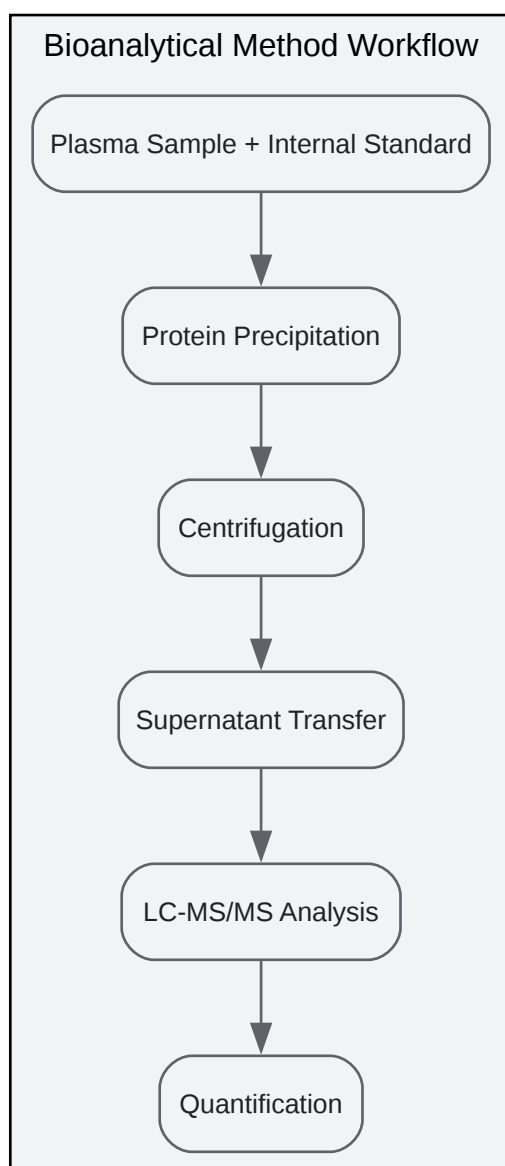 Bioanalytical Method Workflow
Plasma Sample + Internal Standard
Protein Precipitation
Centrifugation
Supernatant Transfer
LC-MS/MS Analysis
Quantification